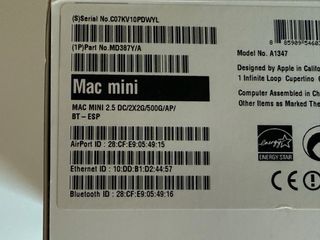 (S)Serial No.C07KV10PDWYL
(1P)Part No.MD387Y/A
Mac mini
MAC MINI 2.5 DC/2X2G/500G/AP/
BT-ESP
AirPort ID : 28:CF:E9:05:49:15
Ethernet ID : 10:DD:B1:D2:44:57
Bluetooth ID : 28:CF:E9:05:49:16
Model No. A1347
Designed by Apple in Calif
1 Infinite Loop Cupertino
Computer Assembled in Ch
Other Items as Marked The
energy
ENERGY STAR
CE